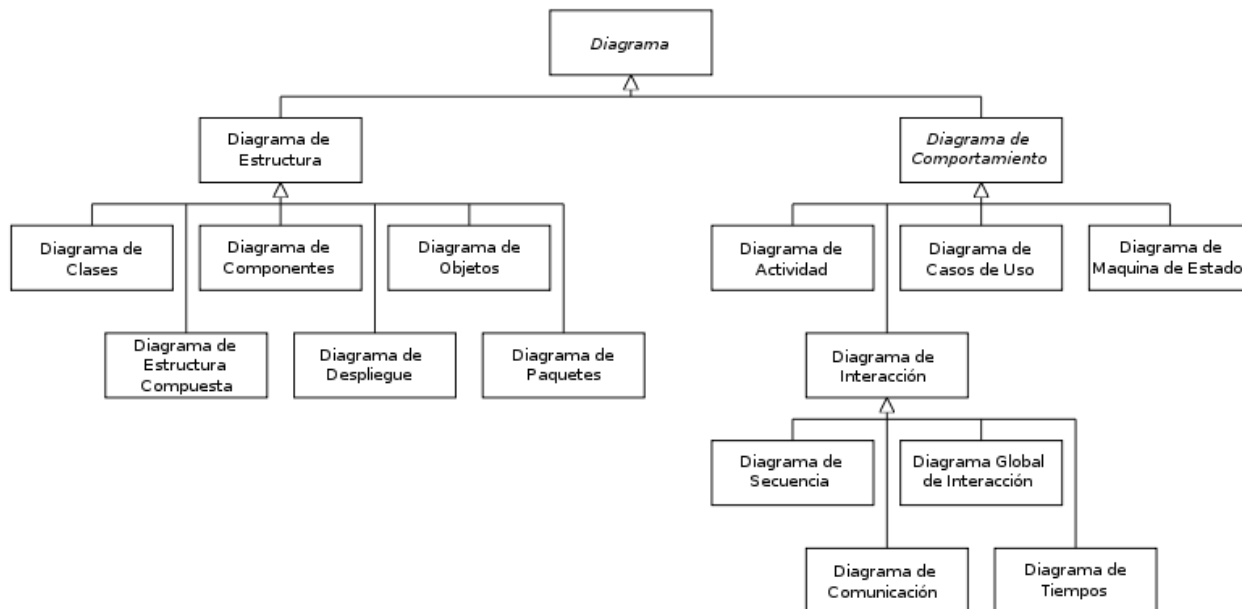 Diagrama
Diagrama de
Estructura
Diagrama de
Comportamiento
Diagrama de
Clases
Diagrama de
Componentes
Diagrama de
Objetos
Diagrama de
Actividad
Diagrama de
Casos de Uso
Diagrama de
Maquina de Estado
Diagrama de
Estructura
Compuesta
Diagrama de
Despliegue
Diagrama de
Paquetes
Diagrama de
Interacción
Diagrama de
Secuencia
Diagrama Global
de Interacción
Diagrama de
Comunicación
Diagrama de
Tiempos